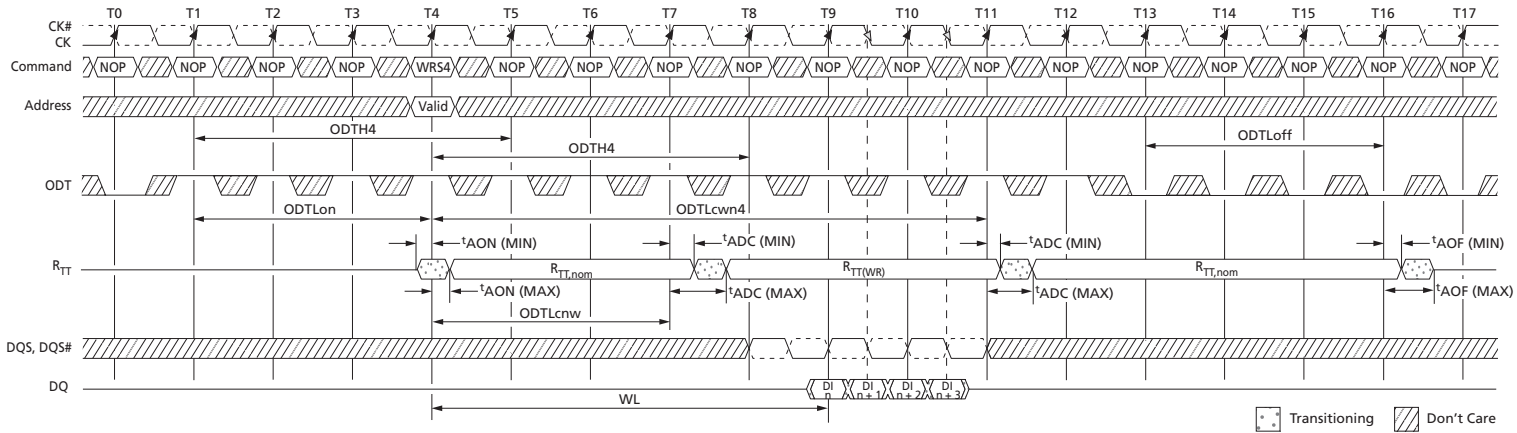 T0 T1 T2 T3 T4 T5 T6 T7 T8 T9 T10 T11 T12 T13 T14 T15 T16 T17
CK#
CK
Command NOP NOP NOP NOP WRS4 NOP NOP NOP NOP NOP NOP NOP NOP NOP NOP NOP NOP NOP
Address Valid
ODTH4
ODTH4
ODTLoff
ODT
ODTLon
ODTLcwn4
tAON (MIN) tADC (MIN) tADC (MIN) tAOF (MIN)
RTT RTT,nom RTT(WR) RTT,nom
tAON (MAX) tADC (MAX) tADC (MAX) tAOF (MAX)
ODTLcnw
DQS, DQS#
DQ DI n DI n + 1 DI n + 2 DI n + 3
WL
Transitioning Don't Care